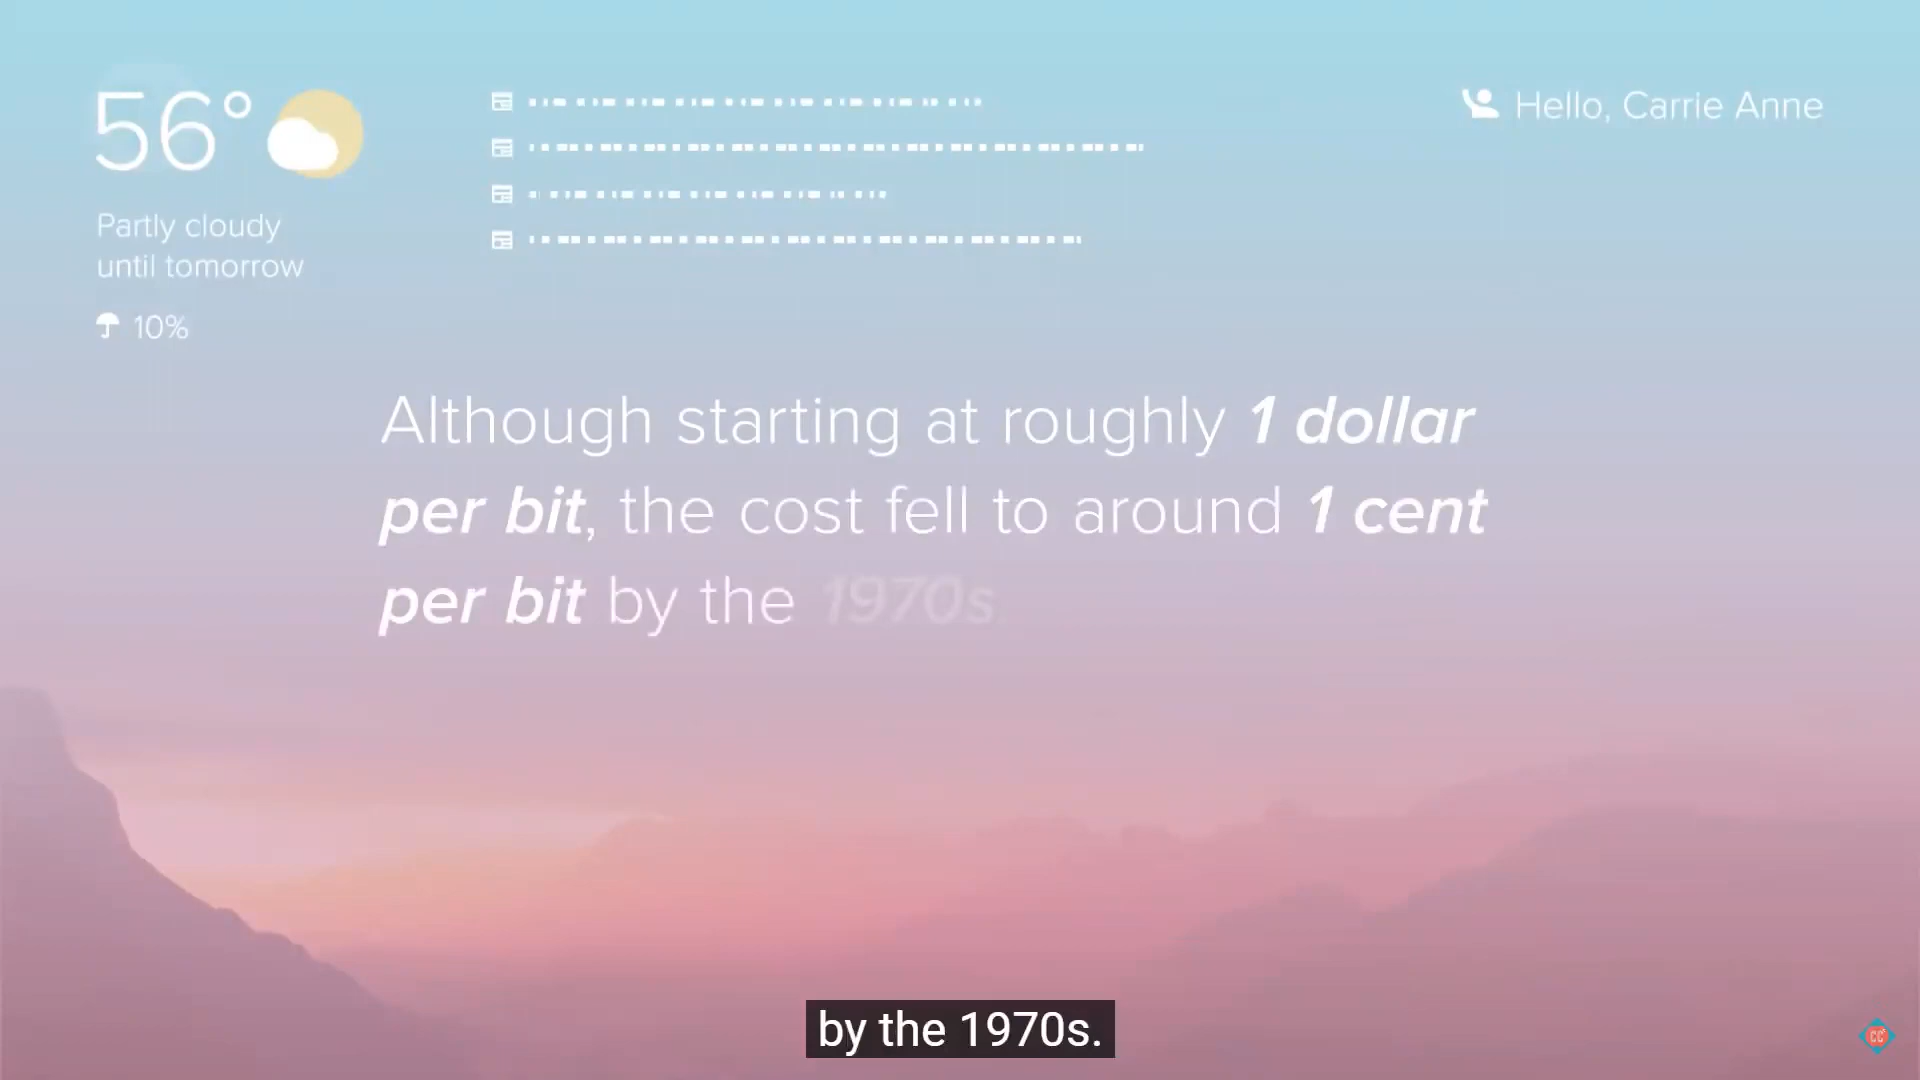 56°
Partly cloudy
until tomorrow
10%
Hello, Carrie Anne
Although starting at roughly 1 dollar
per bit, the cost fell to around 1 cent
per bit by the 1970s.
by the 1970s.
CC